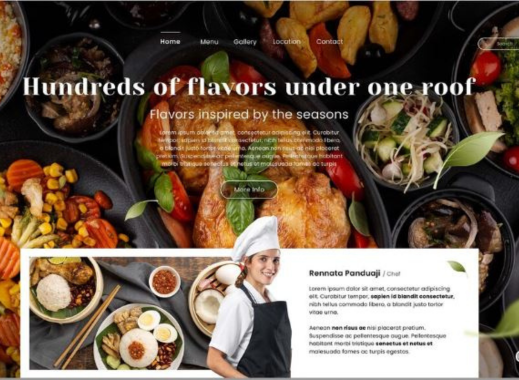 Home Menu Gallery Location Contact
Hundreds of flavors under one roof
Flavors inspired by the seasons
Lorem ipsum dolor sit amet, consectetur adipiscing elit. Curabitur
tempor, sapien id blandit consectetur, nibh tellus commodo libero,
a blandit turpis urna vitae urna. Aenean non risus ac nisi placerat
pretium. Suspendisse ac pellentesque augue. Pellentesque habitant
morbi tristique senectus et netus et malesuada fames ac turpis.
More Info
Rennata Panduaji / Chef
Lorem ipsum dolor sit amet, consectetur adipiscing
elit. Curabitur tempor, sapien id blandit consectetur,
nibh tellus commodo libero, a blandit turpis urna
vitae urna.
Aenean non risus ac nisi placerat pretium.
Suspendisse ac pellentesque augue. Pellentesque
habitant morbi tristique senectus et netus et
malesuada fames ac turpis egestas.